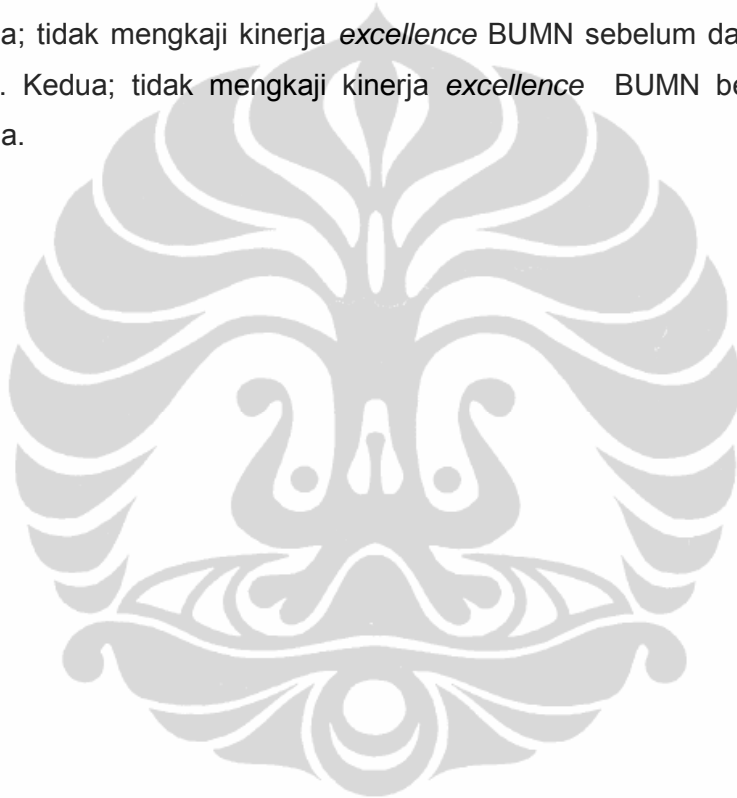 a; tidak mengkaji kinerja excellence BUMN sebelum da
. Kedua; tidak mengkaji kinerja excellence BUMN be
a.